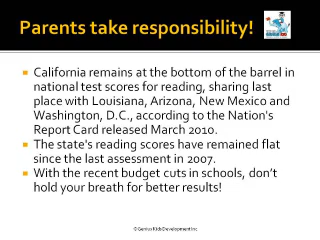 Parents take responsibility!
California remains at the bottom of the barrel in
national test scores for reading, sharing last
place with Louisiana, Arizona, New Mexico and
Washington, D.C., according to the Nation's
Report Card released March 2010.
The state's reading scores have remained flat
since the last assessment in 2007.
With the recent budget cuts in schools, don't
hold your breath for better results!
©Genius Kids Development Inc